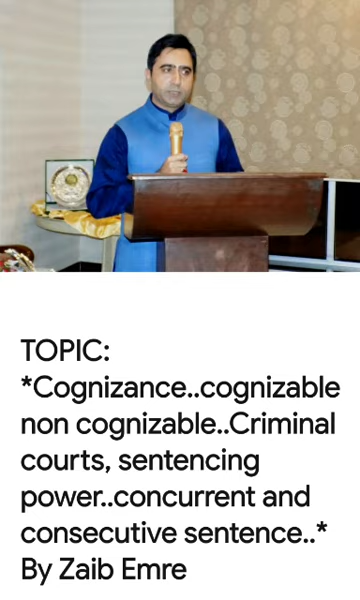 TOPIC:
*Cognizance..cognizable
non cognizable..Criminal
courts, sentencing
power..concurrent and
consecutive sentence..*
By Zaib Emre